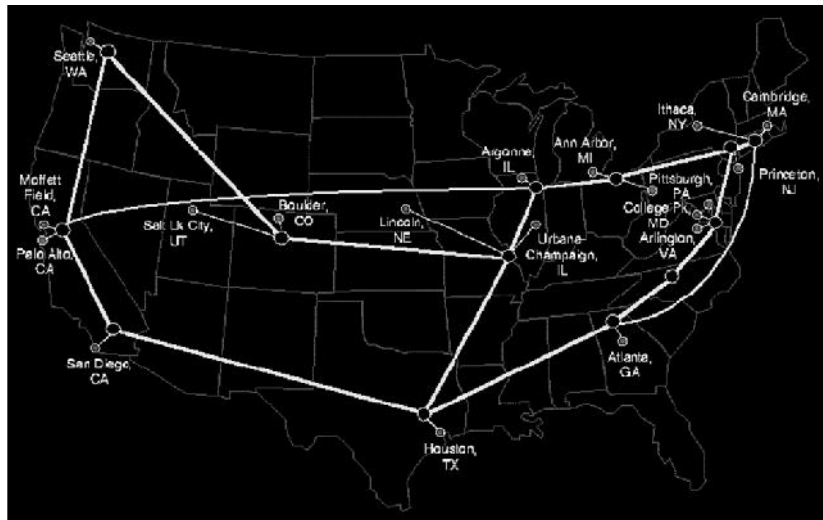 Seattle,
WA
Moffett
Field,
CA
Palo Alto,
CA
San Diego,
CA
Salt Lk City,
UT
Boulder,
CO
Lincoln,
NE
Argonne,
IL
Urbana-
Champaign,
IL
Houston,
TX
Ann Arbor,
MI
Ithaca,
NY
Cambridge,
MA
Princeton,
NJ
Pittsburgh,
PA
College Pk,
MD
Arlington,
VA
Atlanta,
GA